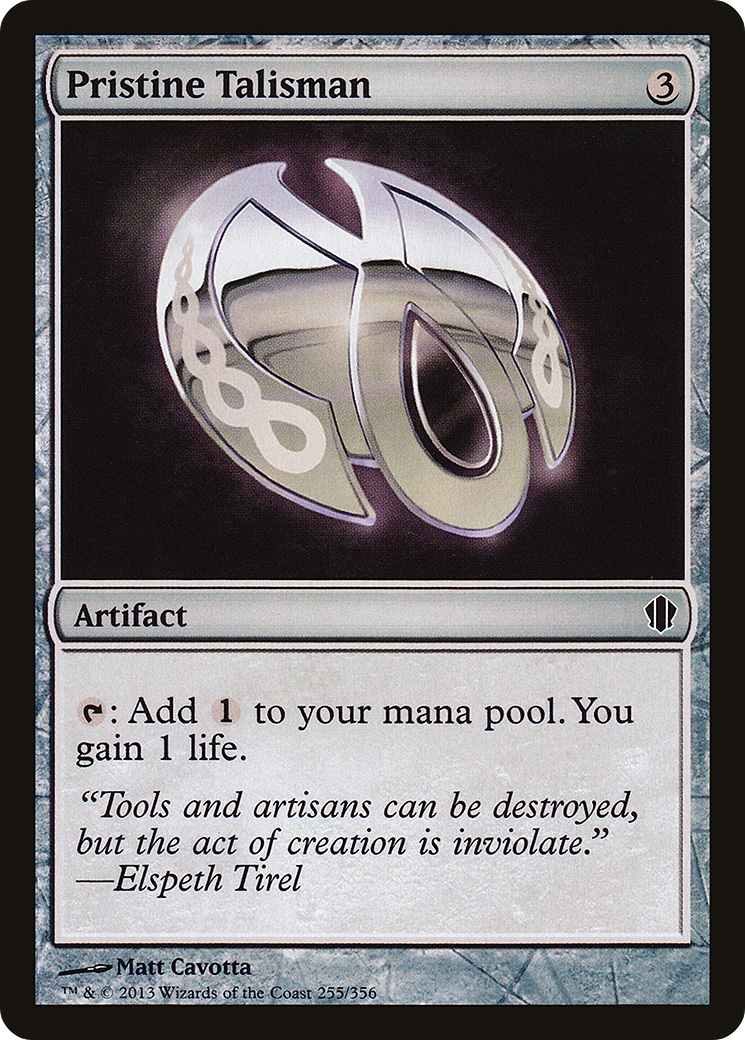 Pristine Talisman 3
Artifact
: Add 1 to your mana pool. You
gain 1 life.
“Tools and artisans can be destroyed,
but the act of creation is inviolate.”
—Elspeth Tirel
Matt Cavotta
™ & © 2013 Wizards of the Coast 255/356